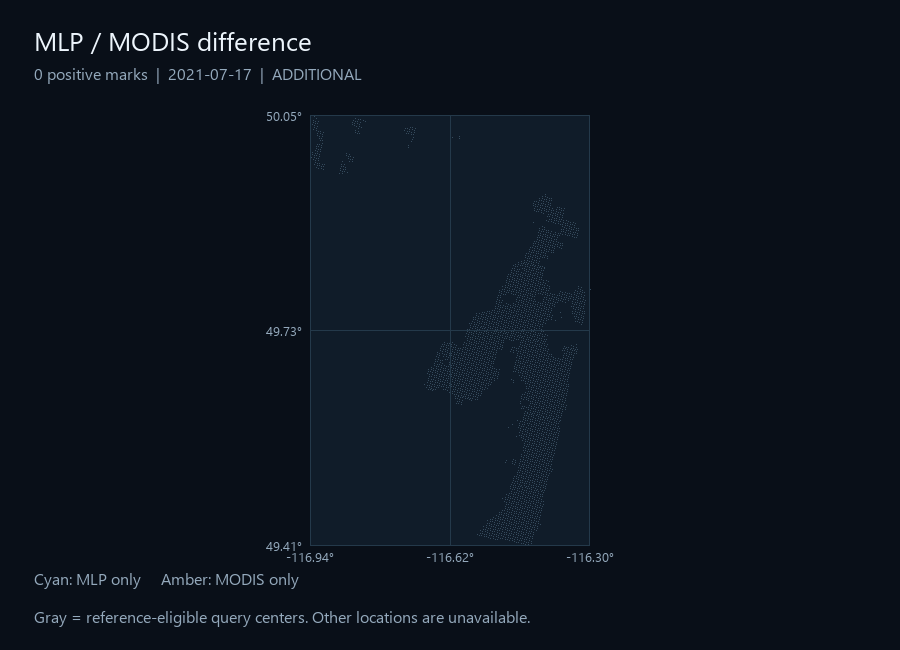 MLP / MODIS difference
0 positive marks | 2021-07-17 | ADDITIONAL
50.05°
49.73°
49.41°
-116.94° -116.62° -116.30°
Cyan: MLP only Amber: MODIS only
Gray = reference-eligible query centers. Other locations are unavailable.